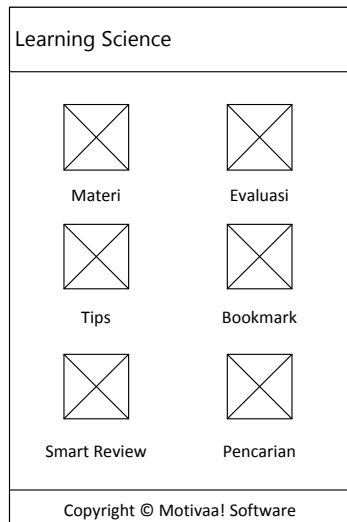 Learning Science
Materi Evaluasi
Tips Bookmark
Smart Review Pencarian
Copyright © Motivaa! Software